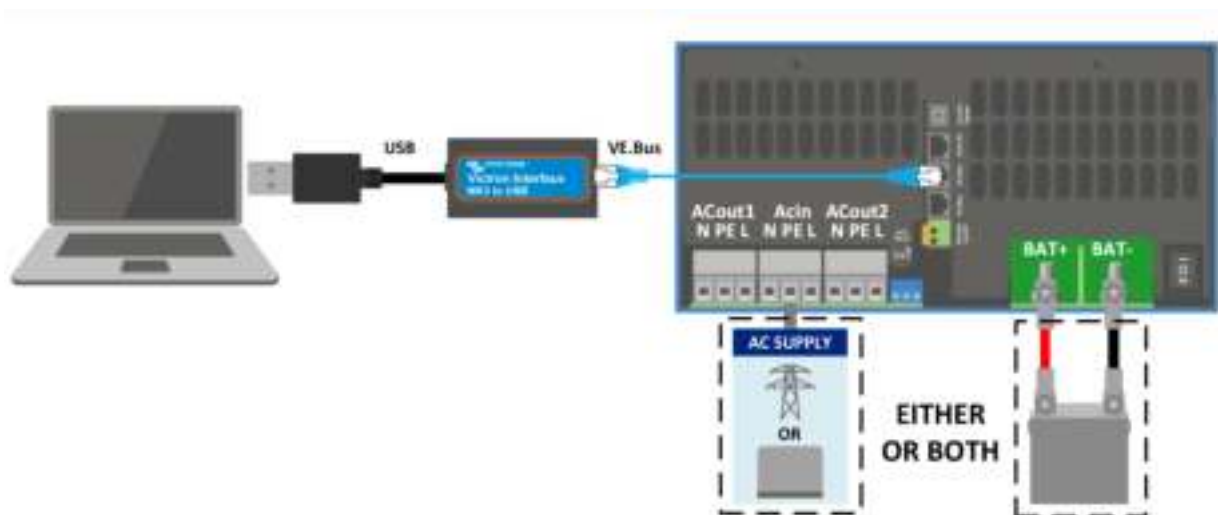 USB
Victron Interface
MK3 to USB
VE.Bus
ACout1 AcIn ACout2
N PE L N PE L N PE L
BAT+ BAT-
AC SUPPLY
OR
EITHER
OR BOTH